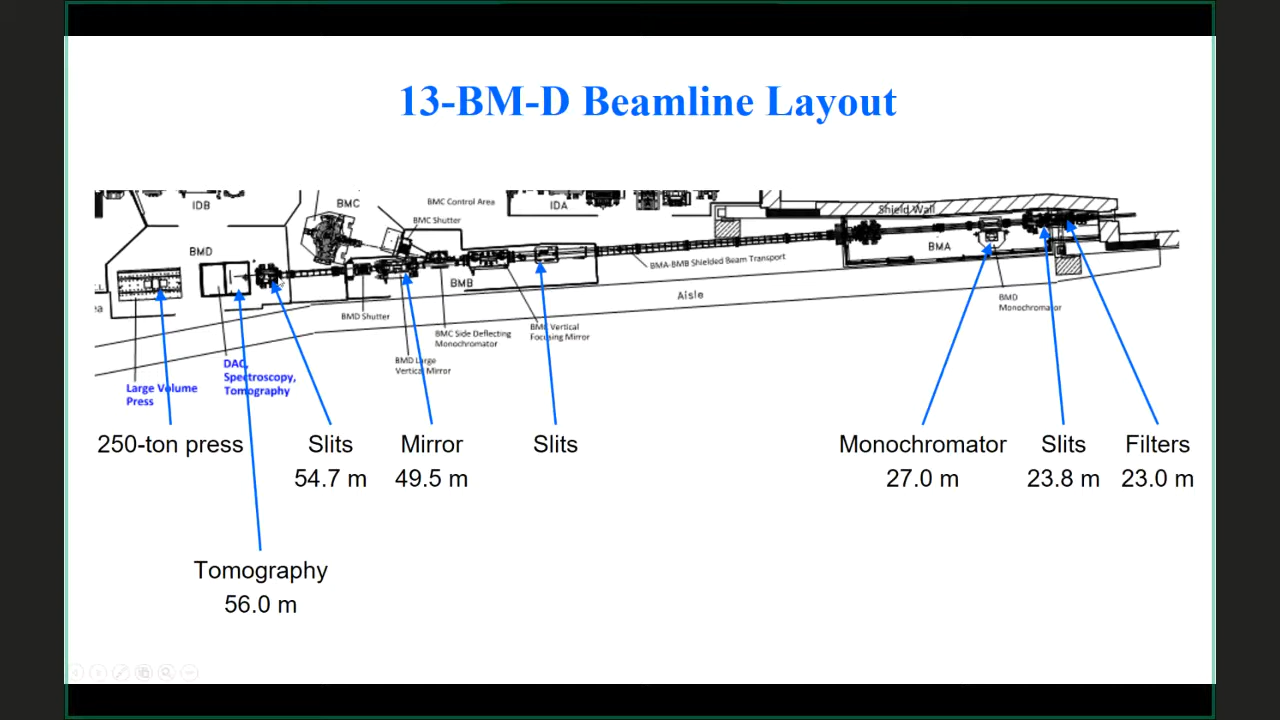 13-BM-D Beamline Layout
IDB
BMC
BMC Control Area
IDA
Shield Wall
BMC Shutter
BMD
BMA
BMB
BMA-BMB Shielded Beam Transport
Aisle
BMD
Monochromator
BMD Shutter
BMC Side Deflecting
Monochromator
BMC Vertical
Focusing Mirror
BMD Large
Vertical Mirror
ea
DAC,
Spectroscopy,
Tomography
Large Volume
Press
250-ton press
Slits
54.7 m
Mirror
49.5 m
Slits
Monochromator
27.0 m
Slits
23.8 m
Filters
23.0 m
Tomography
56.0 m